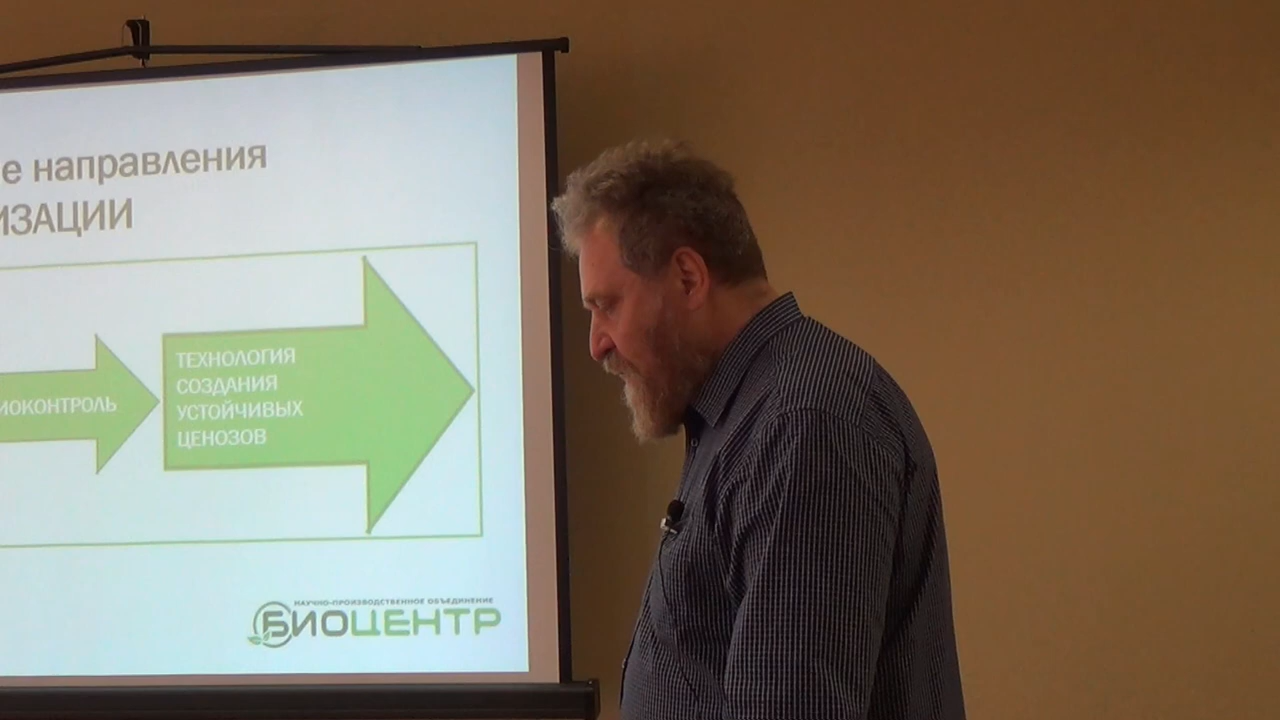 е направления
ИЗАЦИИ
ИОКОНТРОЛЬ
ТЕХНОЛОГИЯ
СОЗДАНИЯ
УСТОЙЧИВЫХ
ЦЕНОЗОВ
НАУЧНО-ПРОИЗВОДСТВЕННОЕ ОБЪЕДИНЕНИЕ
БИОЦЕНТР